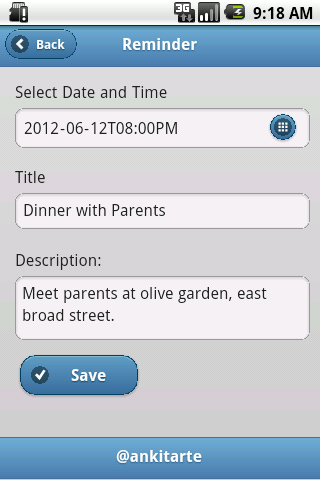 3G 9:18 AM
Back Reminder
Select Date and Time
2012-06-12T08:00PM
Title
Dinner with Parents
Description:
Meet parents at olive garden, east
broad street.
Save
@ankitarte